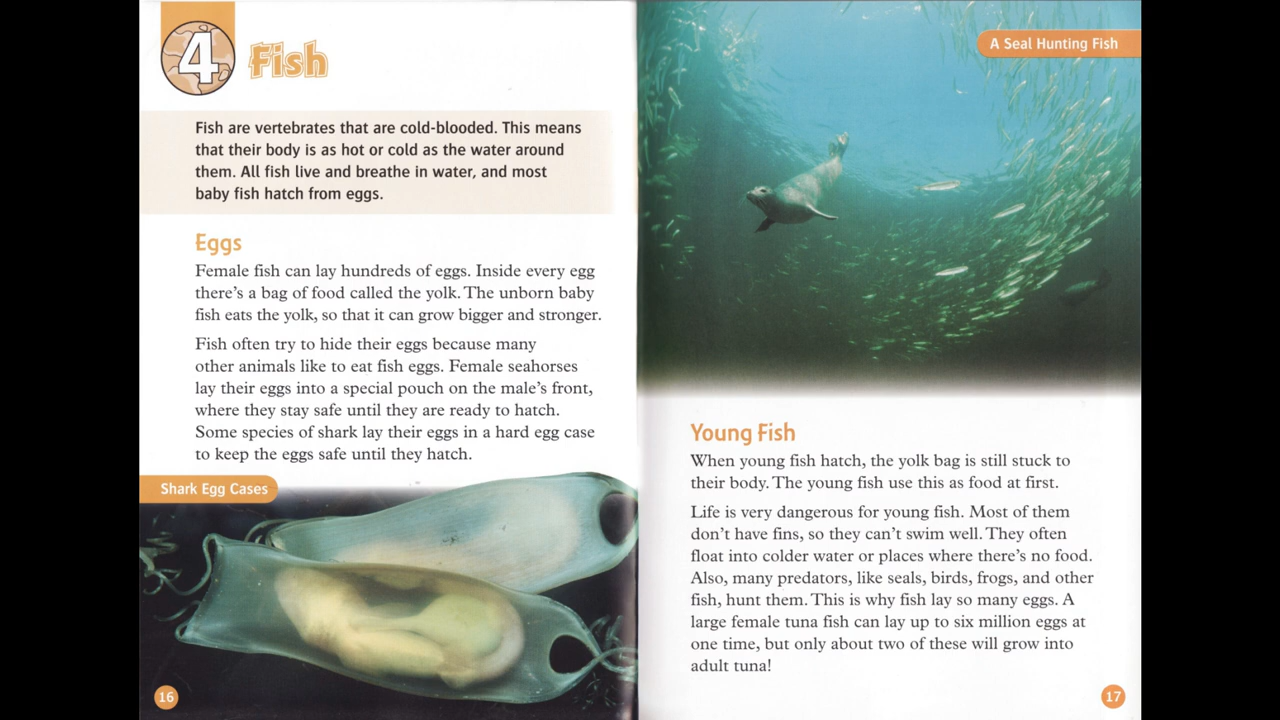 4 Fish
Fish are vertebrates that are cold-blooded. This means
that their body is as hot or cold as the water around
them. All fish live and breathe in water, and most
baby fish hatch from eggs.
Eggs
Female fish can lay hundreds of eggs. Inside every egg
there's a bag of food called the yolk. The unborn baby
fish eats the yolk, so that it can grow bigger and stronger.
Fish often try to hide their eggs because many
other animals like to eat fish eggs. Female seahorses
lay their eggs into a special pouch on the male's front,
where they stay safe until they are ready to hatch.
Some species of shark lay their eggs in a hard egg case
to keep the eggs safe until they hatch.
Shark Egg Cases
16
A Seal Hunting Fish
Young Fish
When young fish hatch, the yolk bag is still stuck to
their body. The young fish use this as food at first.
Life is very dangerous for young fish. Most of them
don't have fins, so they can't swim well. They often
float into colder water or places where there's no food.
Also, many predators, like seals, birds, frogs, and other
fish, hunt them. This is why fish lay so many eggs. A
large female tuna fish can lay up to six million eggs at
one time, but only about two of these will grow into
adult tuna!
17